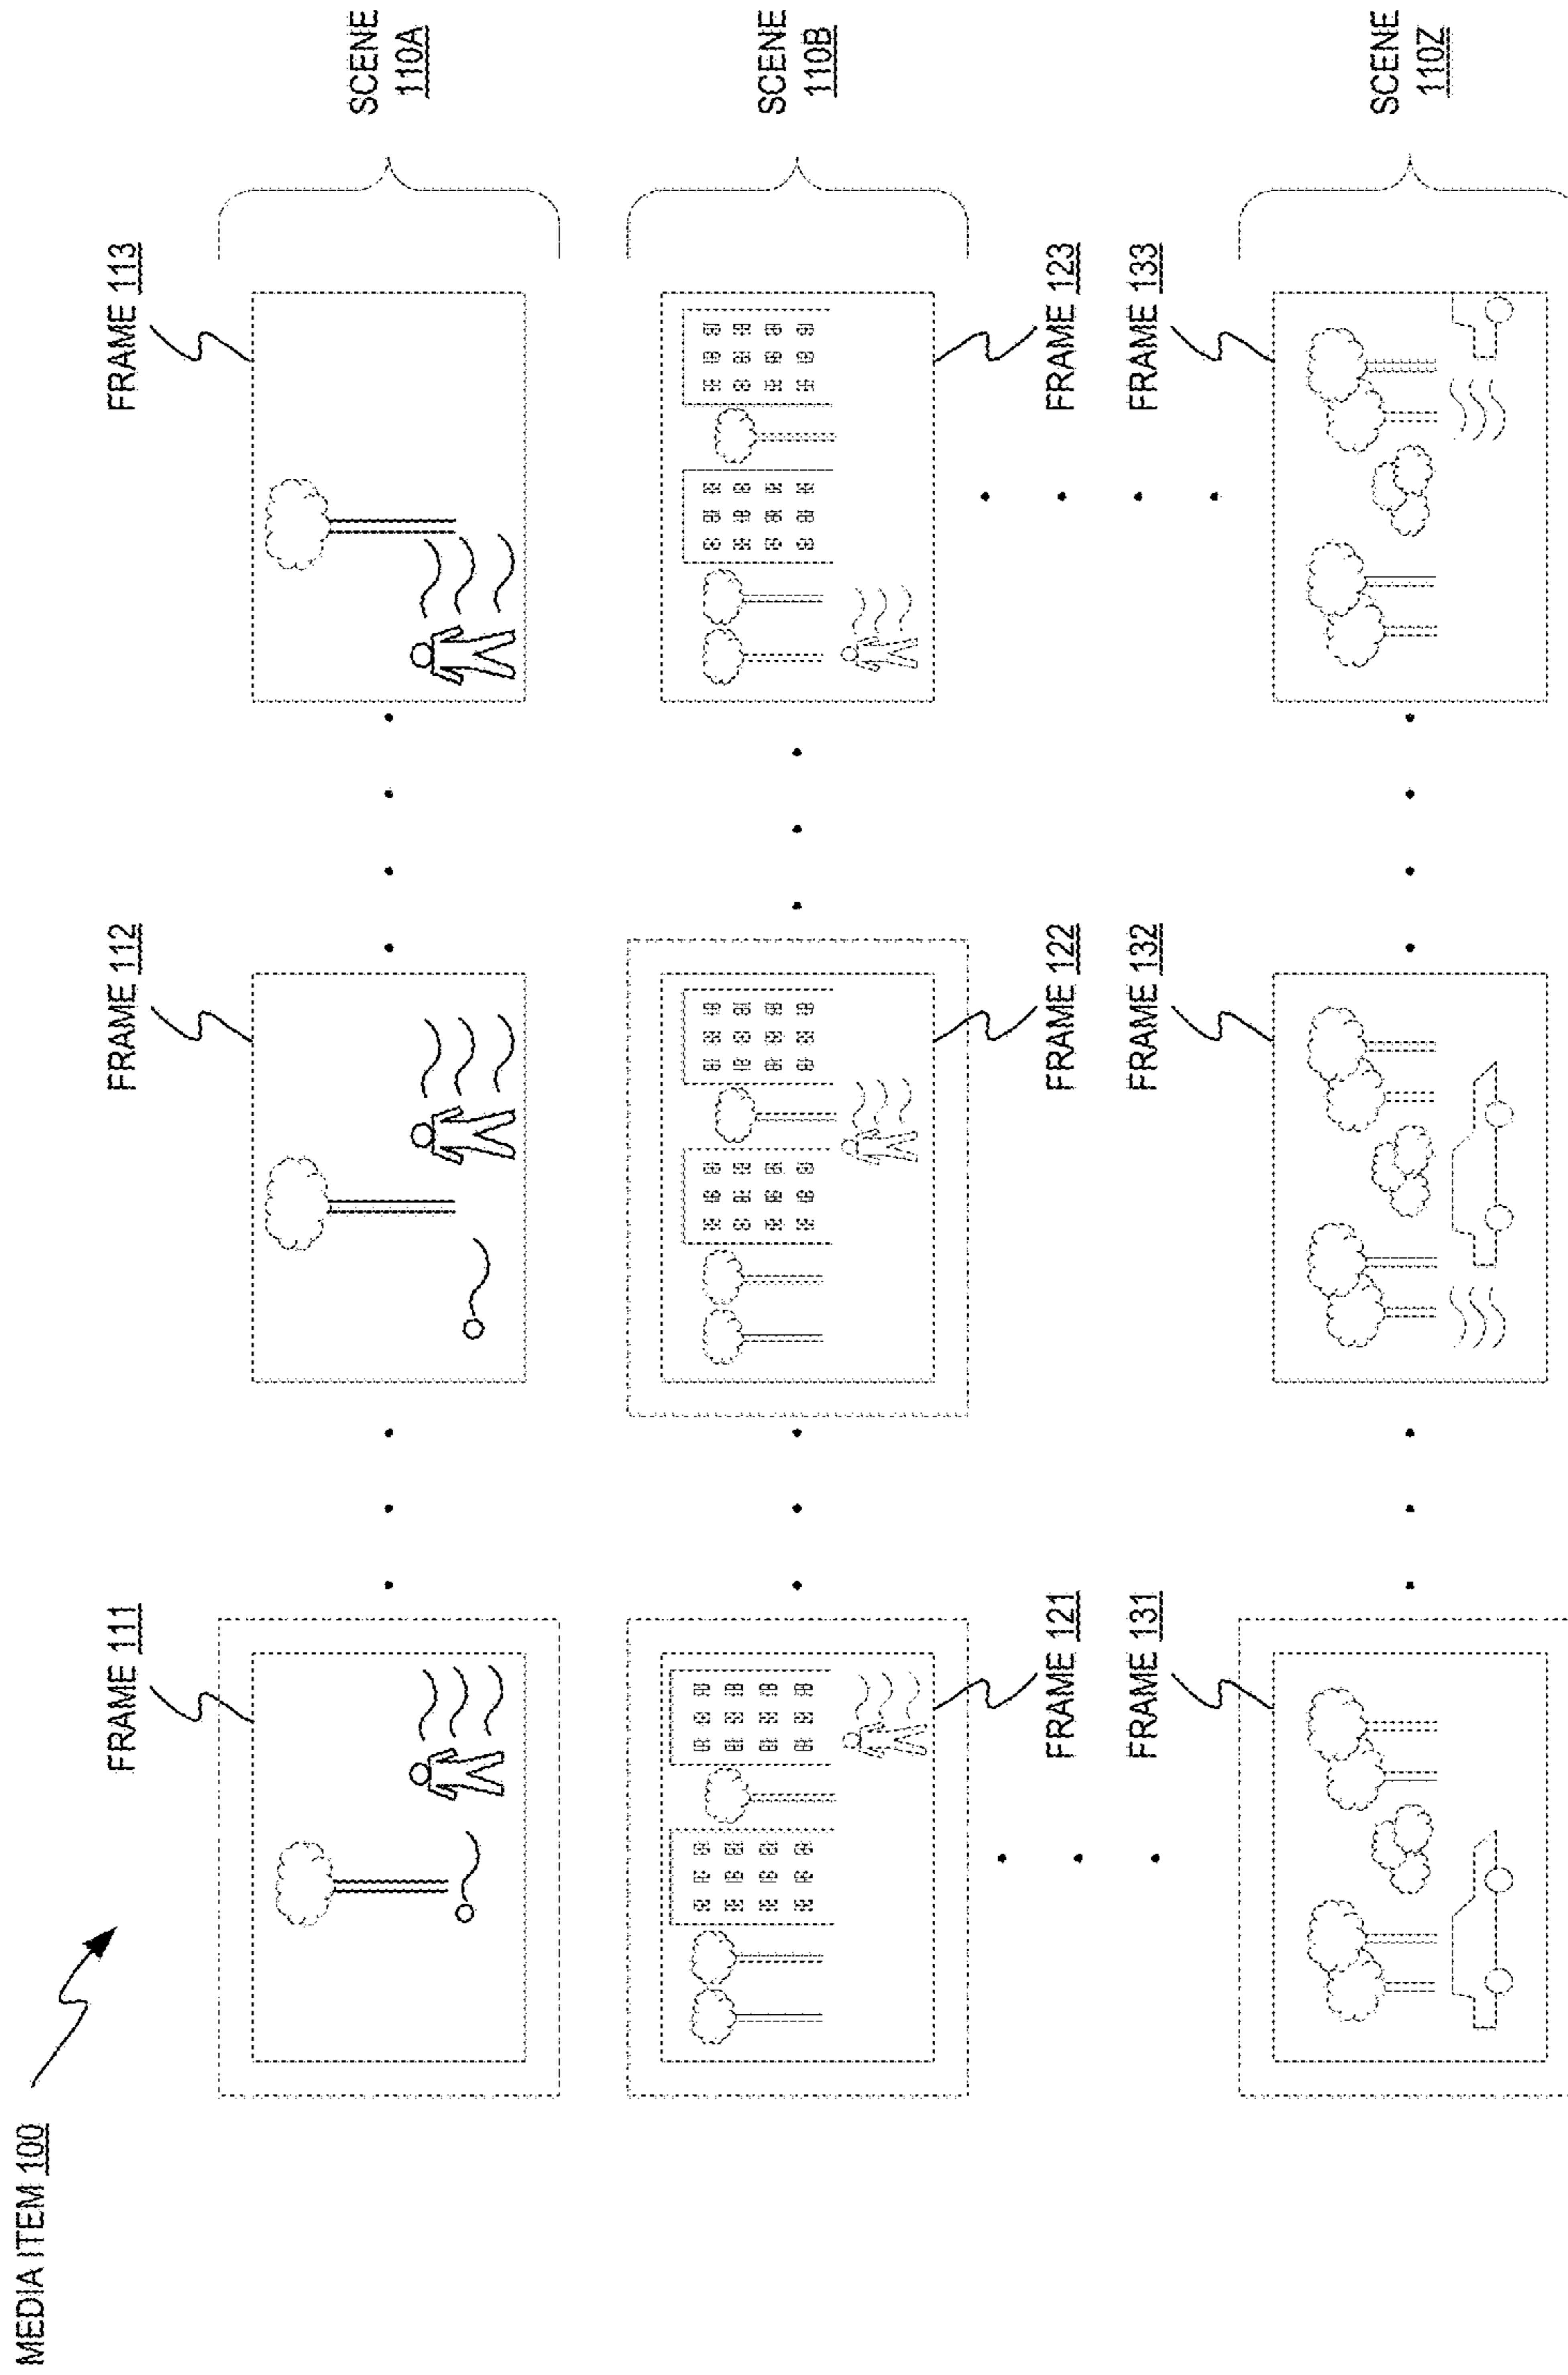 MEDIA ITEM 100
FRAME 111
FRAME 112
FRAME 113
SCENE
110A
SCENE
110B
FRAME 121
FRAME 122
FRAME 123
FRAME 131
FRAME 132
FRAME 133
SCENE
110Z